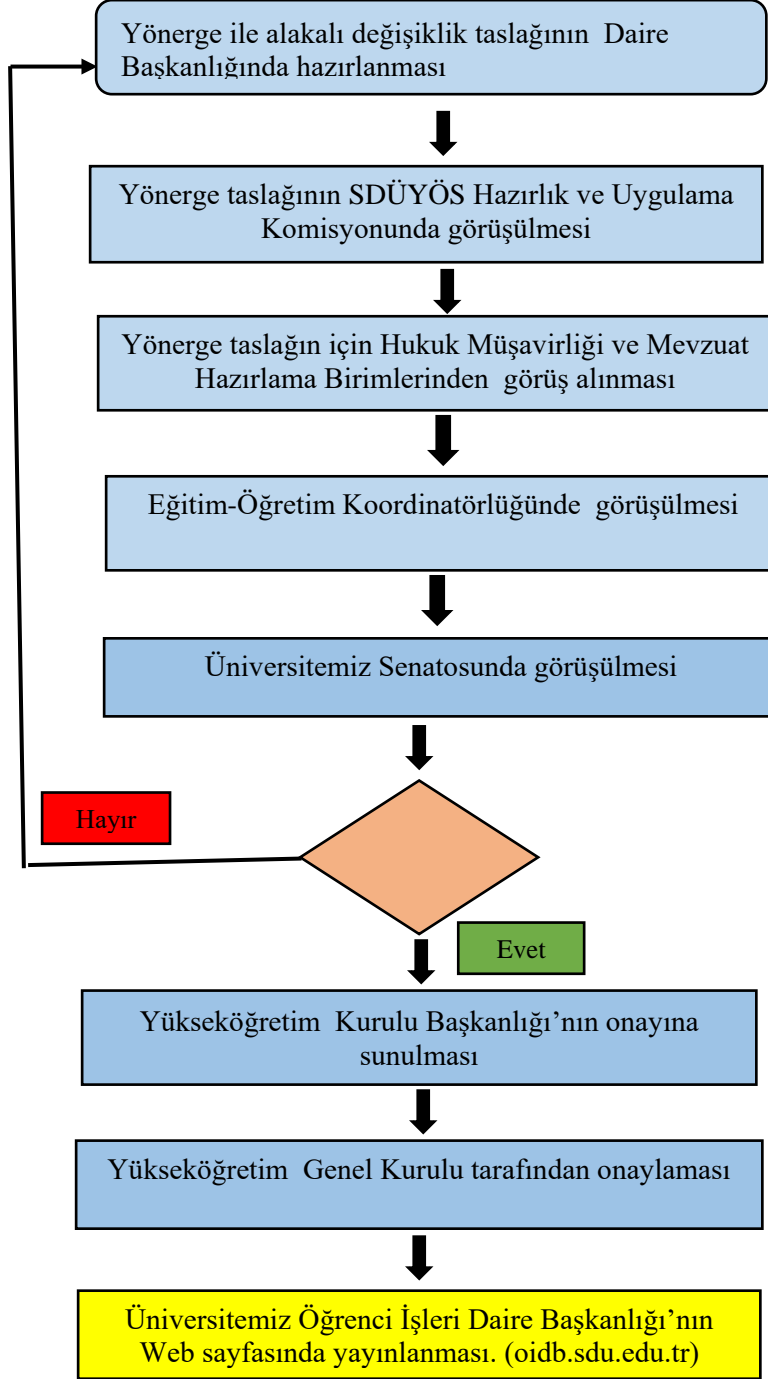 Yönerge ile alakalı değişiklik taslağının Daire
Başkanlığında hazırlanması
Yönerge taslağının SDÜYÖS Hazırlık ve Uygulama
Komisyonunda görüşülmesi
Yönerge taslağın için Hukuk Müşavirliği ve Mevzuat
Hazırlama Birimlerinden görüş alınması
Eğitim-Öğretim Koordinatörlüğünde görüşülmesi
Üniversitemiz Senatosunda görüşülmesi
Hayır
Evet
Yükseköğretim Kurulu Başkanlığı’nın onayına
sunulması
Yükseköğretim Genel Kurulu tarafından onaylaması
Üniversitemiz Öğrenci İşleri Daire Başkanlığı’nın
Web sayfasında yayınlanması. (oidb.sdu.edu.tr)